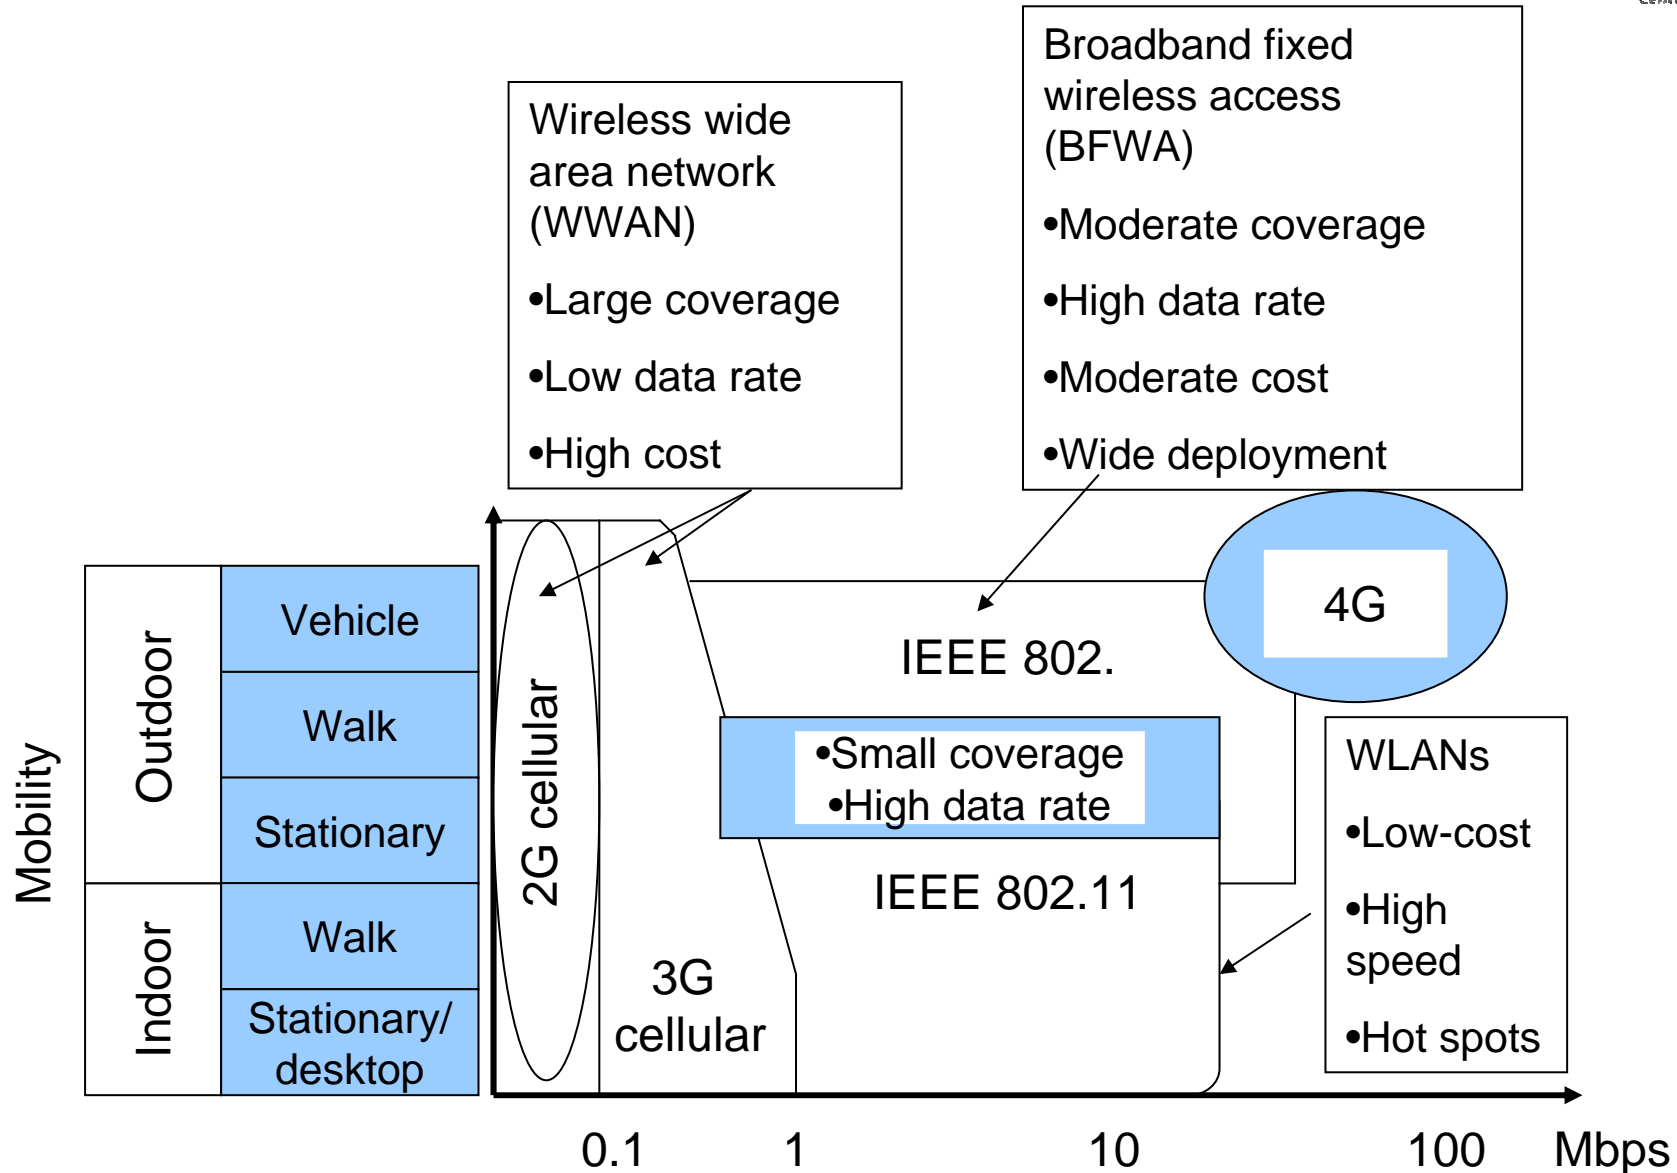 Wireless wide
area network
(WWAN)
•Large coverage
•Low data rate
•High cost
Broadband fixed
wireless access
(BFWA)
•Moderate coverage
•High data rate
•Moderate cost
•Wide deployment
Mobility
Outdoor
Vehicle
Walk
Stationary
Indoor
Walk
Stationary/
desktop
2G cellular
3G
cellular
IEEE 802.
•Small coverage
•High data rate
IEEE 802.11
4G
WLANs
•Low-cost
•High
speed
•Hot spots
0.1 1 10 100 Mbps